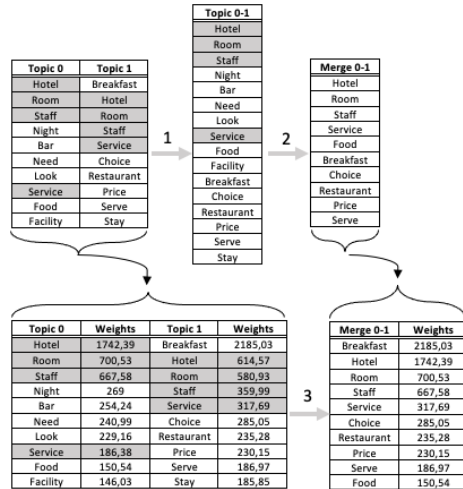 Topic 0-1
Hotel
Room
Staff
Night
Bar
Need
Look
Service
Food
Facility
Breakfast
Choice
Restaurant
Price
Serve
Stay
Topic 0 Topic 1
Hotel Breakfast
Room Hotel
Staff Room
Night Staff
Bar Service
Need Choice
Look Restaurant
Service Price
Food Serve
Facility Stay
1
2
Merge 0-1
Hotel
Room
Staff
Service
Food
Breakfast
Choice
Restaurant
Price
Serve
Topic 0 Weights Topic 1 Weights
Hotel 1742,39 Breakfast 2185,03
Room 700,53 Hotel 614,57
Staff 667,58 Room 580,93
Night 269 Staff 359,99
Bar 254,24 Service 317,69
Need 240,99 Choice 285,05
Look 229,16 Restaurant 235,28
Service 186,38 Price 230,15
Food 150,54 Serve 186,97
Facility 146,03 Stay 185,85
3
Merge 0-1 Weights
Breakfast 2185,03
Hotel 1742,39
Room 700,53
Staff 667,58
Service 317,69
Choice 285,05
Restaurant 235,28
Price 230,15
Serve 186,97
Food 150,54